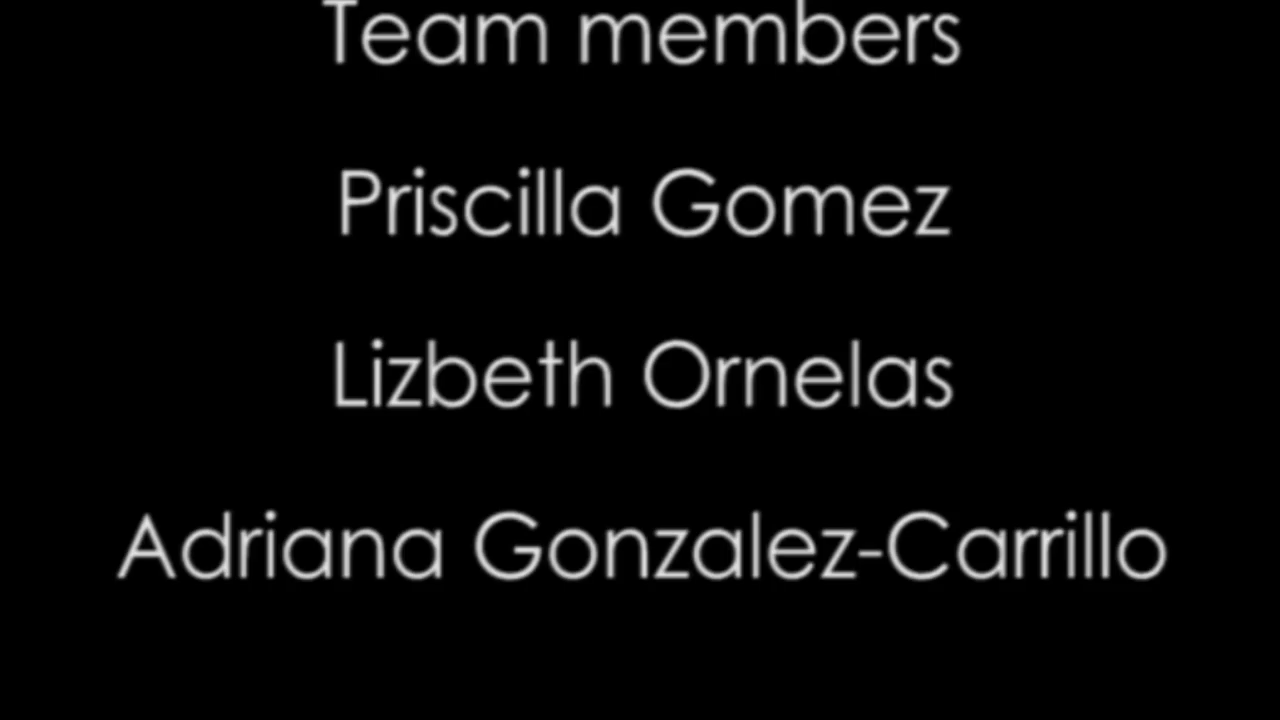 Team members
Priscilla Gomez
Lizbeth Ornelas
Adriana Gonzalez-Carrillo